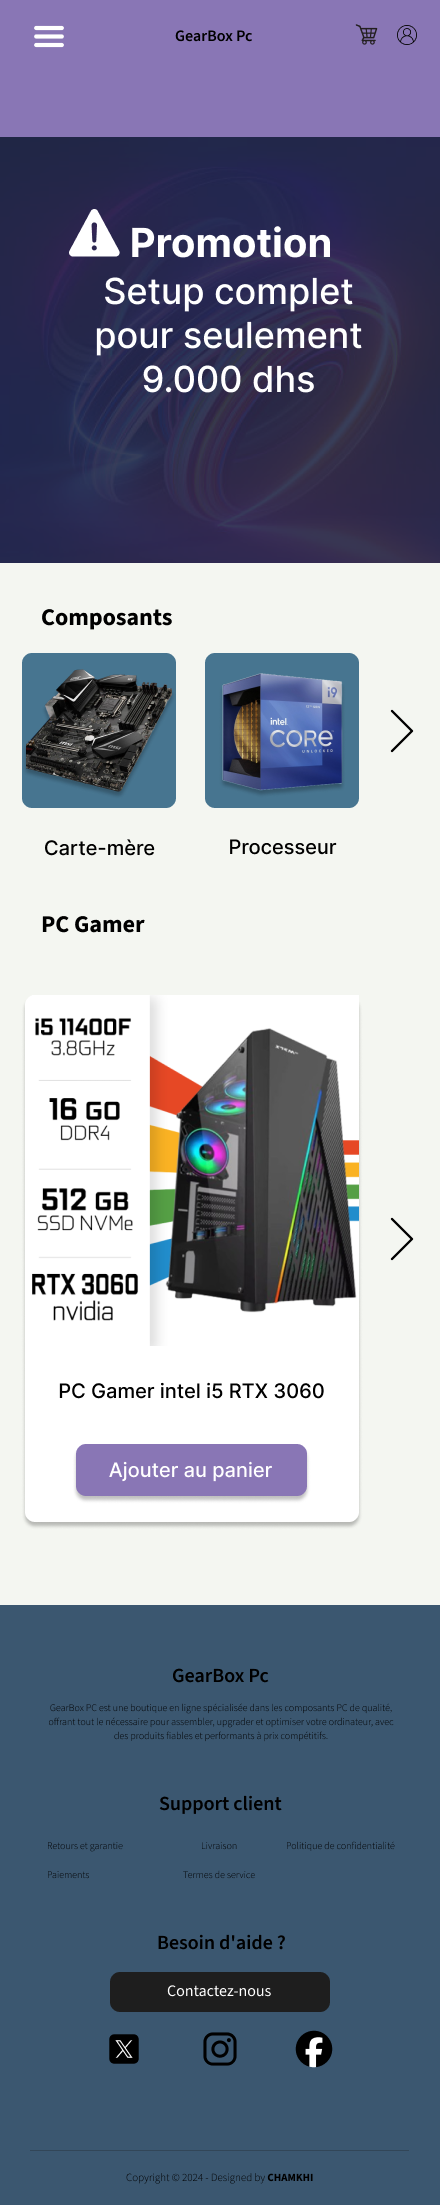 GearBox Pc
Promotion
Setup complet
pour seulement
9.000 dhs
Composants
intel
CORE
UNLOCKED
i9
Carte-mère
Processeur
PC Gamer
i5 11400F
3.8GHz
16 GO
DDR4
512 GB
SSD NVMe
RTX 3060
nvidia
PC Gamer intel i5 RTX 3060
Ajouter au panier
GearBox Pc
GearBox PC est une boutique en ligne spécialisée dans les composants PC de qualité,
offrant tout le nécessaire pour assembler, upgrader et optimiser votre ordinateur, avec
des produits fiables et performants à prix compétitifs.
Support client
Retours et garantie Livraison Politique de confidentialité
Paiements Termes de service
Besoin d'aide ?
Contactez-nous
Copyright © 2024 - Designed by CHAMKHI